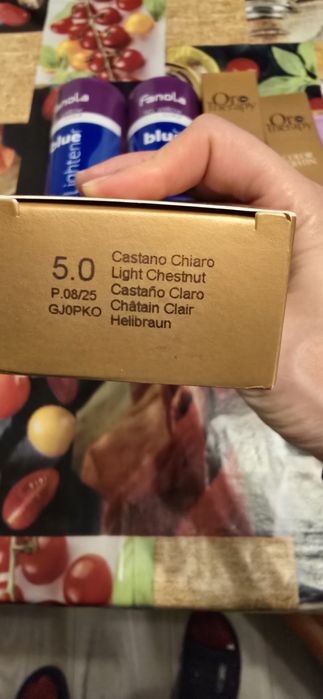 Fanola
blue
Lightener
Fanola
blue
Oro
Therapy
Oro
Therapy
5.0
P.08/25
GJ0PKO
Castano Chiaro
Light Chestnut
Castaño Claro
Châtain Clair
Hellbraun